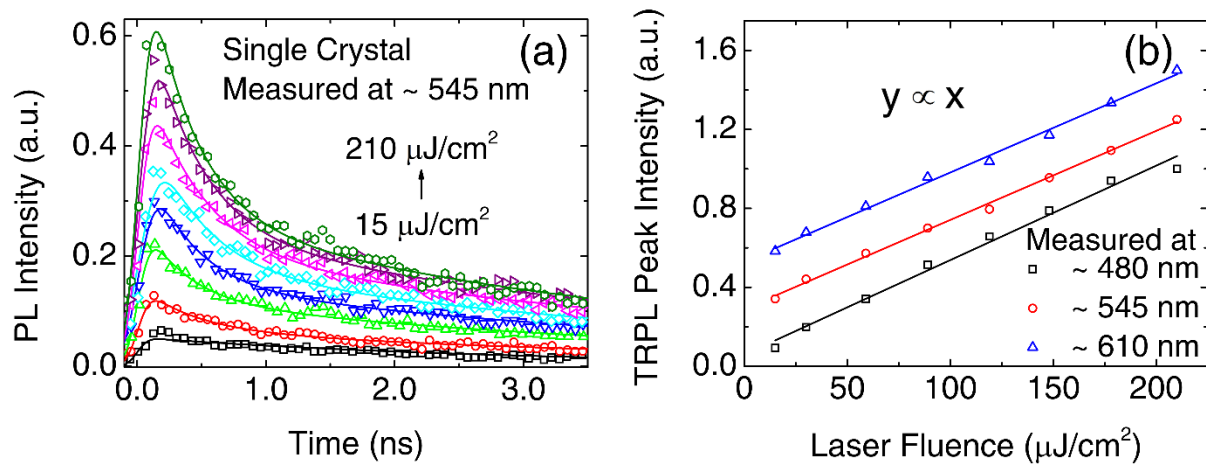 (a)
Single Crystal
Measured at ~ 545 nm
210 μJ/cm²
15 μJ/cm²
0.6
0.4
0.2
0.0
0.0 1.0 2.0 3.0
PL Intensity (a.u.)
Time (ns)
(b)
y ∝ x
1.6
1.2
0.8
0.4
0.0
Measured at
~ 480 nm
~ 545 nm
~ 610 nm
0 50 100 150 200
TRPL Peak Intensity (a.u.)
Laser Fluence (μJ/cm²)